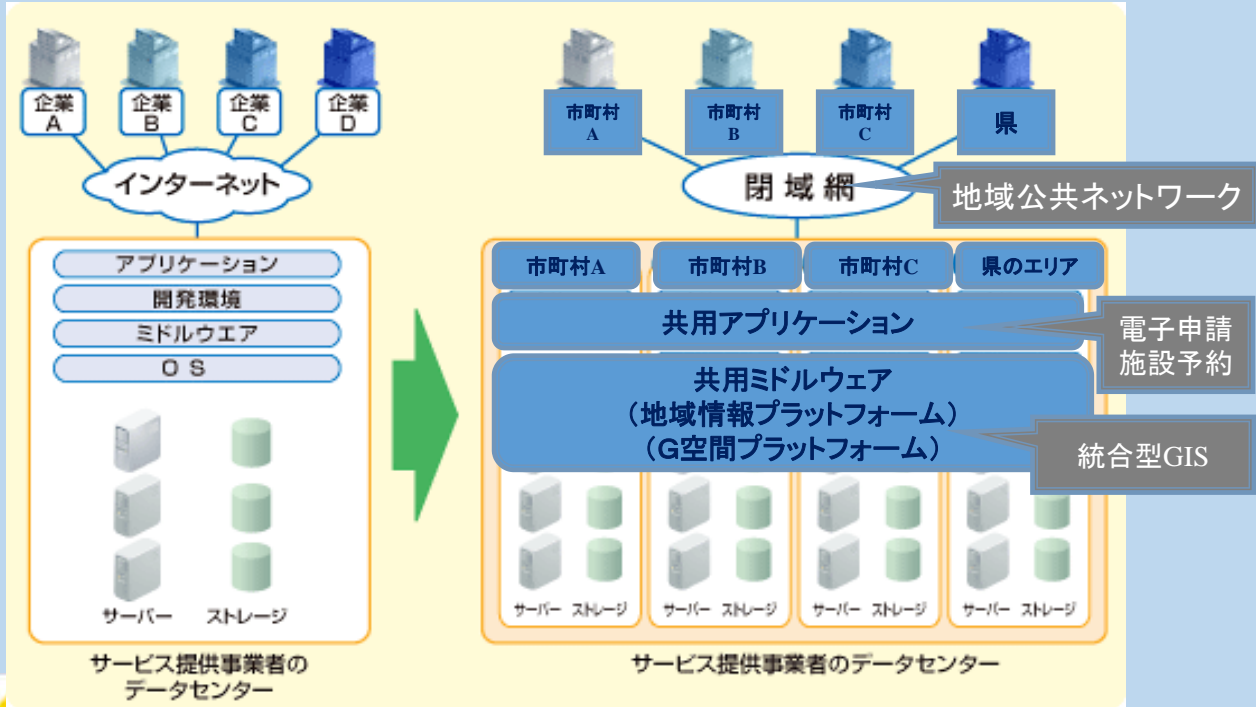 企業
A
企業
B
企業
C
企業
D
インターネット
アプリケーション
開発環境
ミドルウエア
OS
サーバー
ストレージ
サービス提供事業者の
データセンター
市町村
A
市町村
B
市町村
C
県
閉域網
地域公共ネットワーク
市町村A
市町村B
市町村C
県のエリア
共用アプリケーション
電子申請
施設予約
共用ミドルウェア
（地域情報プラットフォーム）
（G空間プラットフォーム）
統合型GIS
サーバー ストレージ
サーバー ストレージ
サーバー ストレージ
サーバー ストレージ
サービス提供事業者のデータセンター